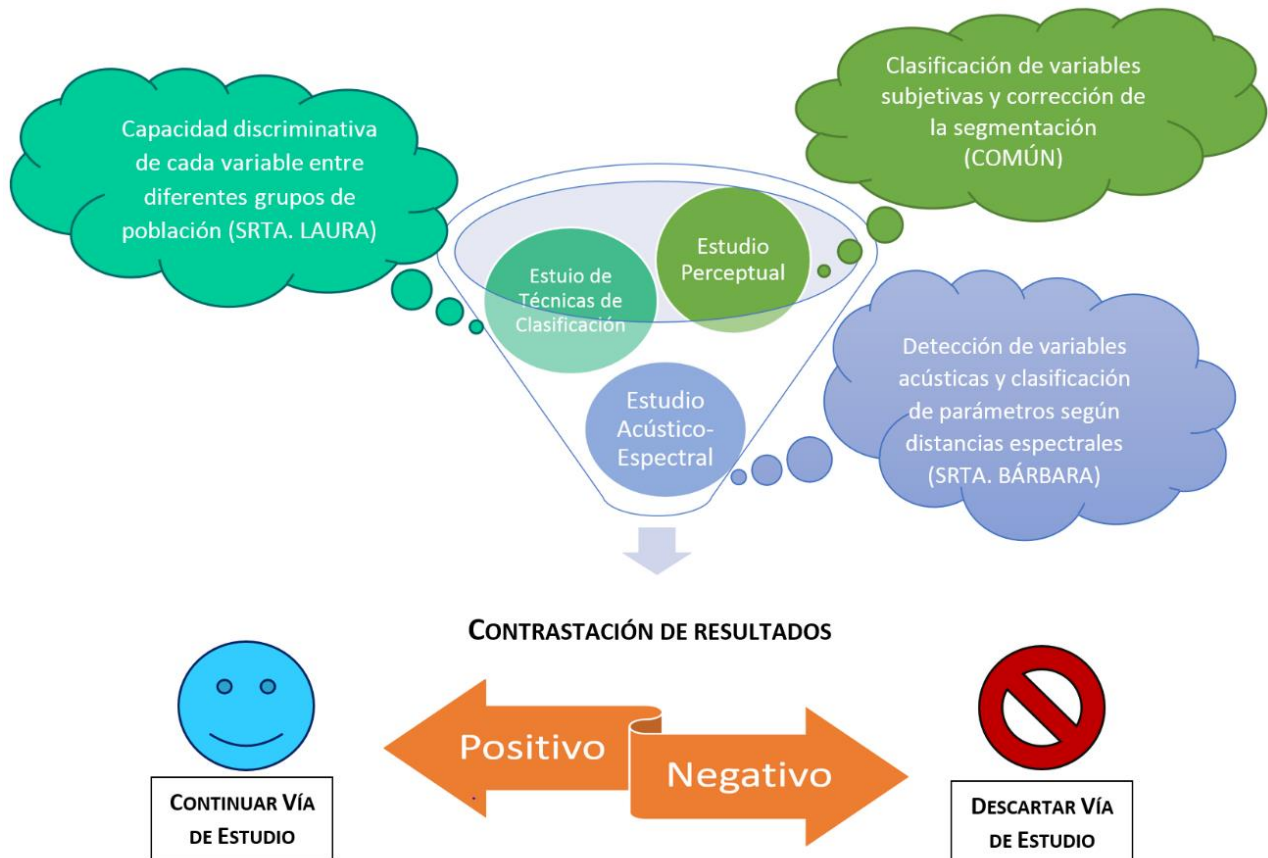 Capacidad discriminativa
de cada variable entre
diferentes grupos de
población (SRTA. LAURA)
Clasificación de variables
subjetivas y corrección de
la segmentación
(COMÚN)
Estudio
Perceptual
Estuio de
Técnicas de
Clasificación
Estudio
Acústico-
Espectral
Detección de variables
acústicas y clasificación
de parámetros según
distancias espectrales
(SRTA. BÁRBARA)
CONTRASTACIÓN DE RESULTADOS
Positivo
Negativo
CONTINUAR VÍA
DE ESTUDIO
DESCARTAR VÍA
DE ESTUDIO